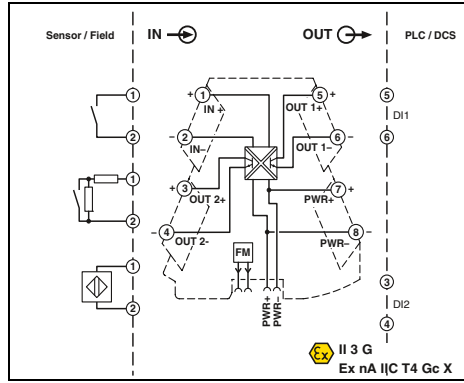 Sensor / Field
IN
OUT
PLC / DCS
1
2
1
2
1
2
+ 1
IN +
2 -
IN–
+ 3
OUT 2+
4 -
OUT 2-
5 +
OUT 1+
6 –
OUT 1–
7 +
PWR+
8 –
PWR–
FM
PWR+
PWR-
5
DI1
6
3
DI2
4
Ex II 3 G
Ex nA IIC T4 Gc X